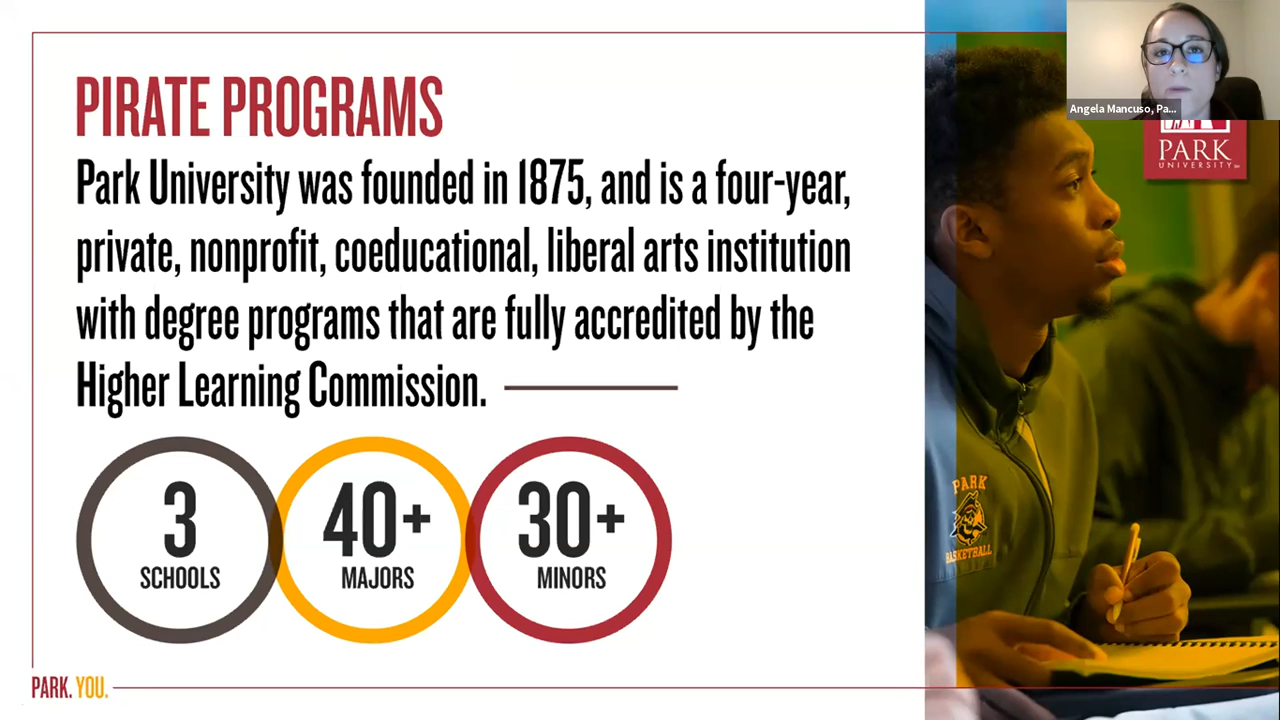 PIRATE PROGRAMS
Park University was founded in 1875, and is a four-year,
private, nonprofit, coeducational, liberal arts institution
with degree programs that are fully accredited by the
Higher Learning Commission.
3
SCHOOLS
40+
MAJORS
30+
MINORS
PARK. YOU.
Angela Mancuso, Pa...
PARK
UNIVERSITY
PARK
BASKETBALL